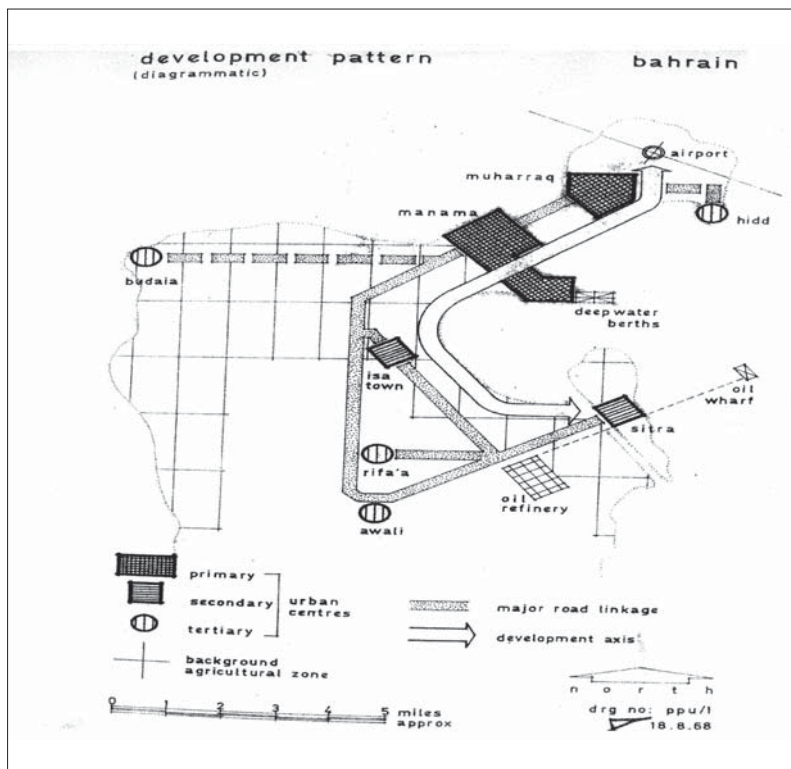 development pattern
(diagrammatic)
bahrain
airport
muharraq
manama
hidd
budaia
deepwater
berths
isa
town
oil
wharf
sitra
rifa'a
oil
refinery
awali
primary
secondary
tertiary
urban
centres
background
agricultural zone
major road linkage
development axis
0 1 2 3 4 5
miles
approx
north
drg no: ppu/1
18.8.68